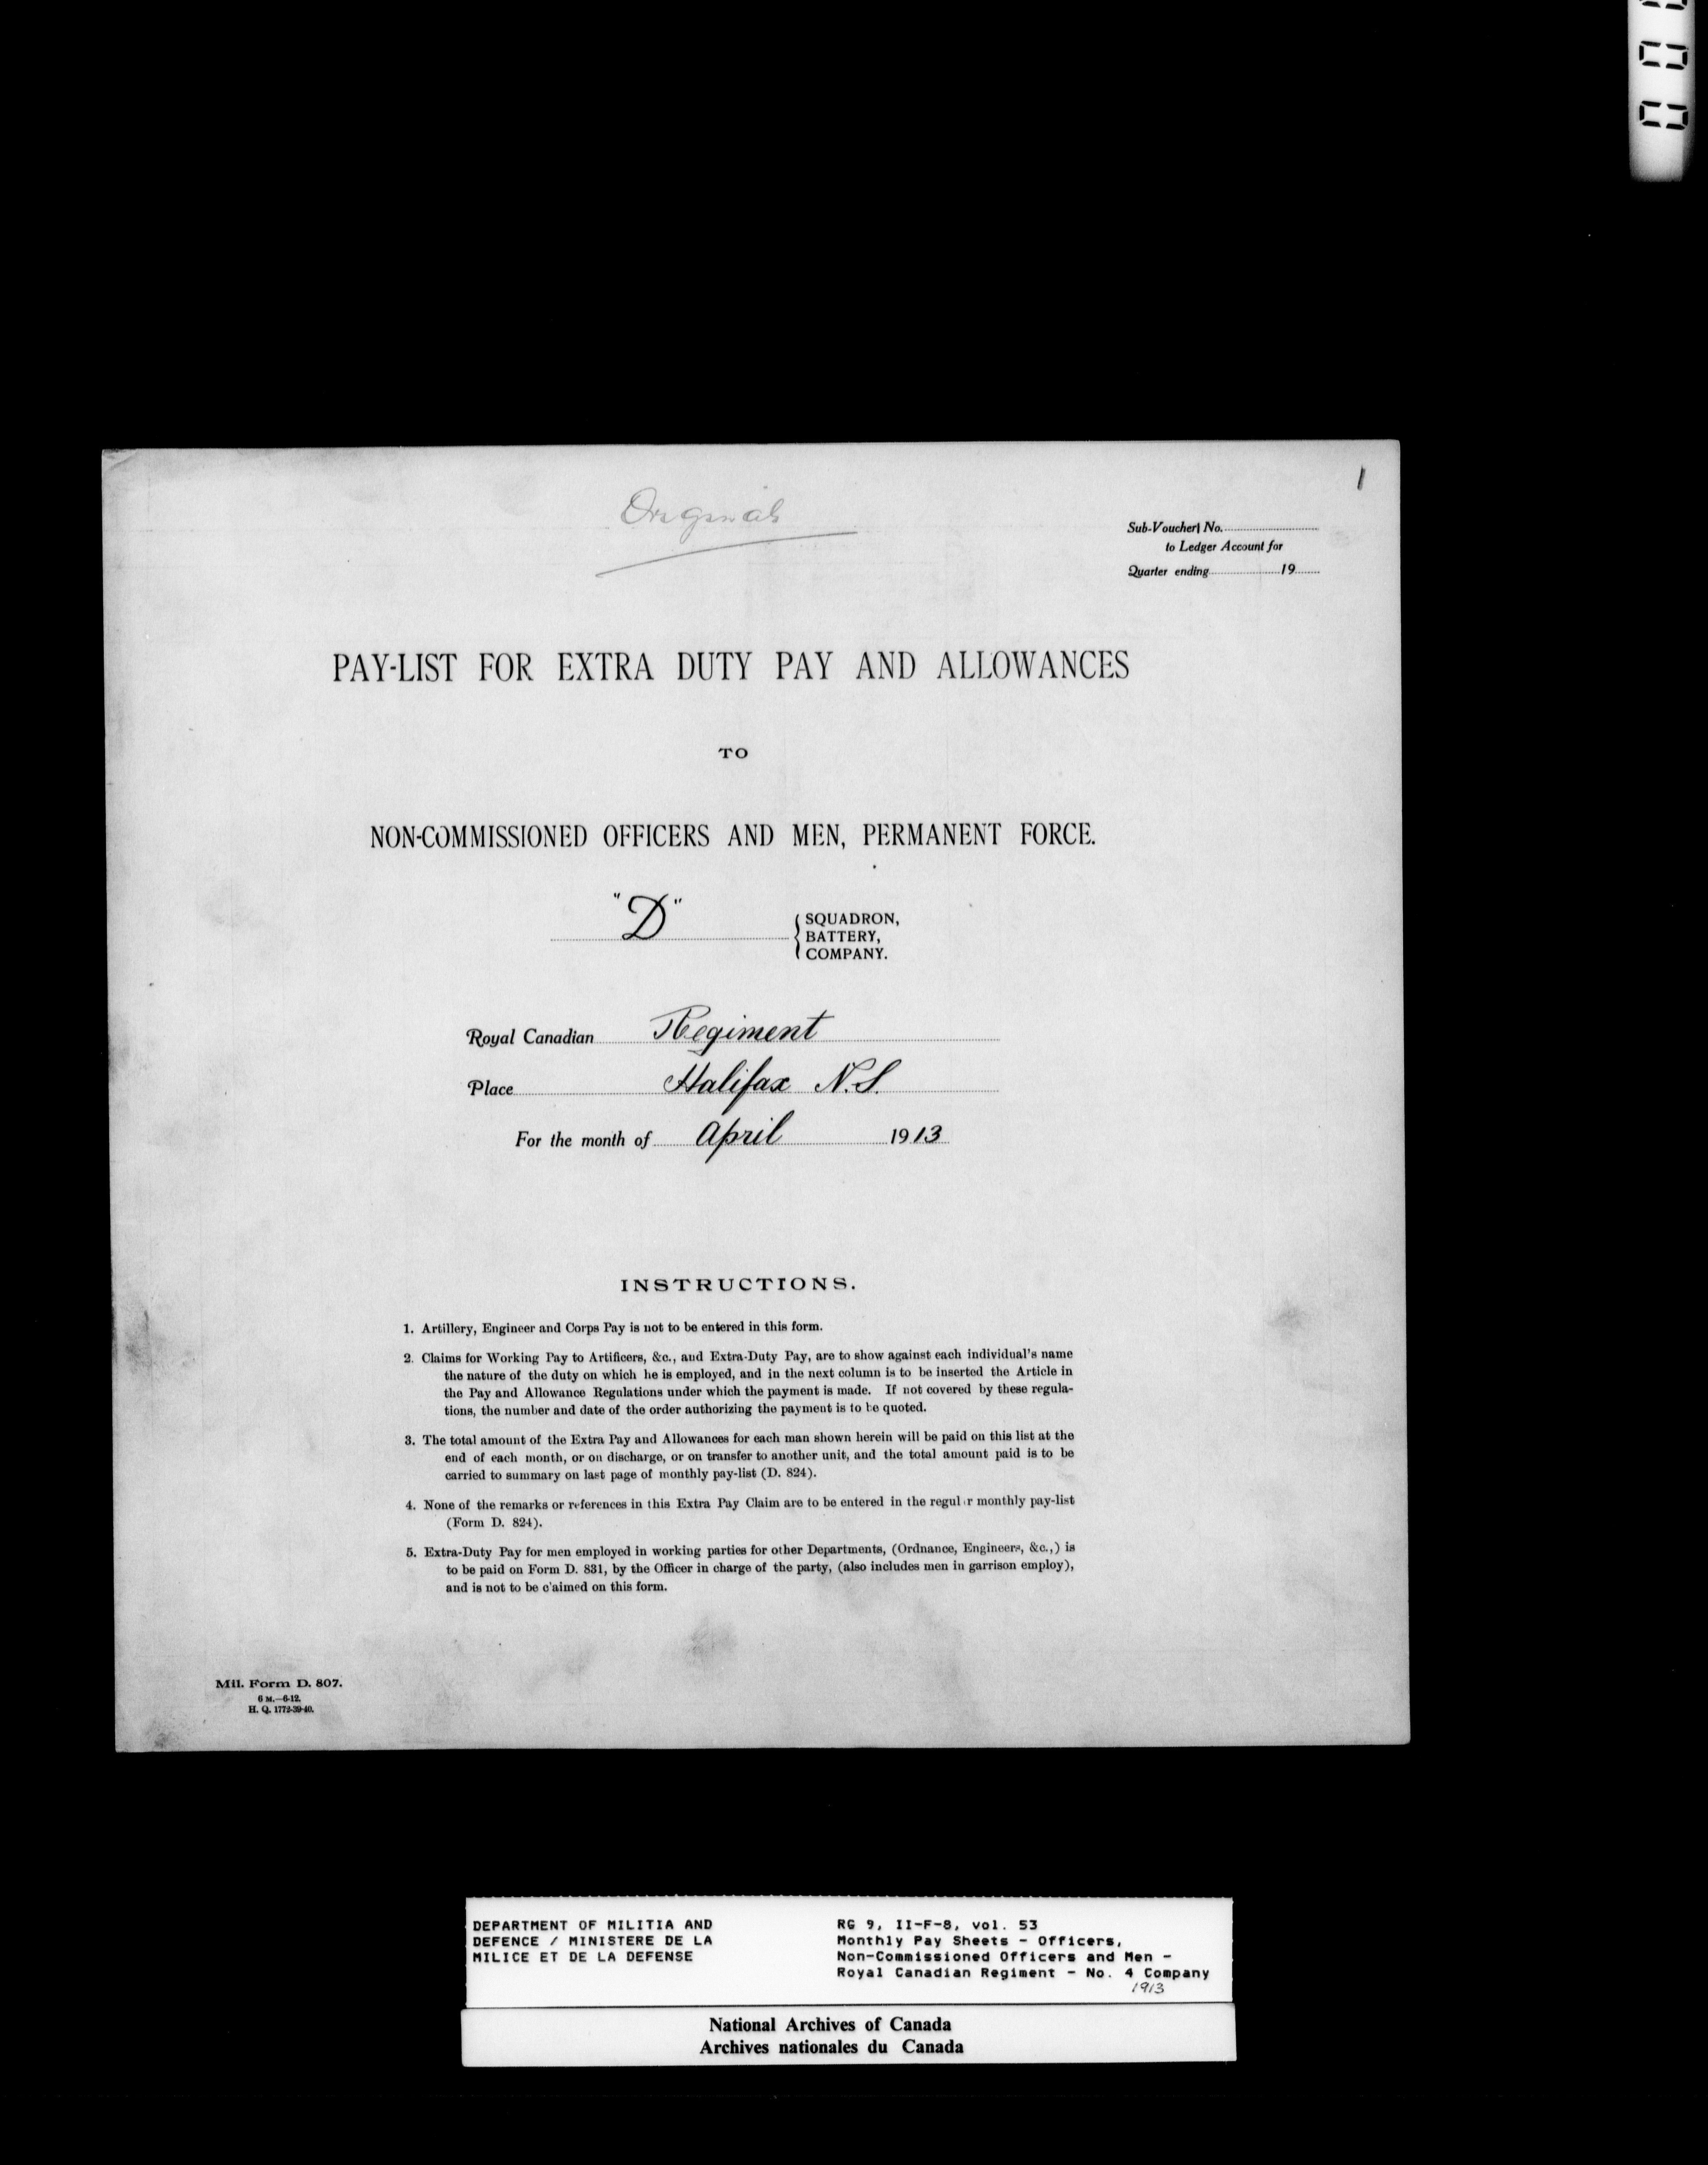 1
Original
Sub-Voucher No.
to Ledger Account for
Quarter ending 19
PAY-LIST FOR EXTRA DUTY PAY AND ALLOWANCES
TO
NON-COMMISSIONED OFFICERS AND MEN, PERMANENT FORCE.
"D" { SQUADRON,
BATTERY,
COMPANY.
Royal Canadian Regiment
Place Halifax N.S.
For the month of April 1913
INSTRUCTIONS.
1. Artillery, Engineer and Corps Pay is not to be entered in this form.
2. Claims for Working Pay to Artificers, &c., and Extra-Duty Pay, are to show against each individual's name
the nature of the duty on which he is employed, and in the next column is to be inserted the Article in
the Pay and Allowance Regulations under which the payment is made. If not covered by these regula-
tions, the number and date of the order authorizing the payment is to be quoted.
3. The total amount of the Extra Pay and Allowances for each man shown herein will be paid on this list at the
end of each month, or on discharge, or on transfer to another unit, and the total amount paid is to be
carried to summary on last page of monthly pay-list (D. 824).
4. None of the remarks or references in this Extra Pay Claim are to be entered in the regular monthly pay-list
(Form D. 824).
5. Extra-Duty Pay for men employed in working parties for other Departments, (Ordnance, Engineers, &c.,) is
to be paid on Form D. 831, by the Officer in charge of the party, (also includes men in garrison employ),
and is not to be claimed on this form.
Mil. Form D. 807.
6 M.—6-12.
H. Q. 1772-39-40.
DEPARTMENT OF MILITIA AND
DEFENCE / MINISTERE DE LA
MILICE ET DE LA DEFENSE
RG 9, II-F-8, vol. 53
Monthly Pay Sheets - Officers,
Non-Commissioned Officers and Men -
Royal Canadian Regiment - No. 4 Company
1913
National Archives of Canada
Archives nationales du Canada